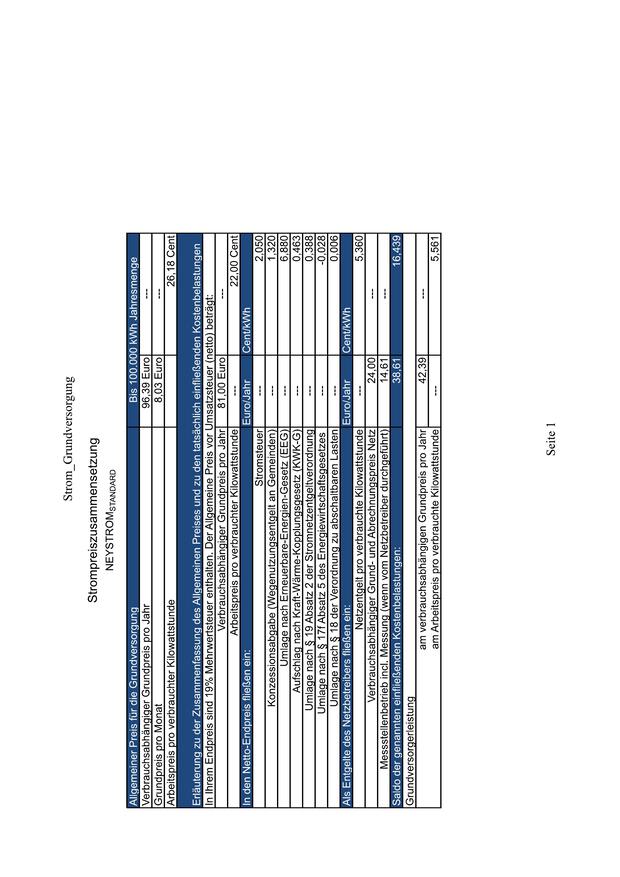 Strom_Grundversorgung
Strompreiszusammensetzung
NEYSTROMSTANDARD
Allgemeiner Preis für die Grundversorgung Bis 100.000 kWh Jahresmenge
Verbrauchsabhängiger Grundpreis pro Jahr 96,39 Euro ---
Grundpreis pro Monat 8,03 Euro ---
Arbeitspreis pro verbrauchter Kilowattstunde 26,18 Cent
Erläuterung zu der Zusammenfassung des Allgemeinen Preises und zu den tatsächlich einfließenden Kostenbelastungen
In Ihrem Endpreis sind 19% Mehrwertsteuer enthalten. Der Allgemeine Preis vor Umsatzsteuer (netto) beträgt:
Verbrauchsabhängiger Grundpreis pro Jahr 81,00 Euro ---
Arbeitspreis pro verbrauchter Kilowattstunde --- 22,00 Cent
In den Netto-Endpreis fließen ein: Euro/Jahr Cent/kWh
Stromsteuer --- 2,050
Konzessionsabgabe (Wegenutzungsentgelt an Gemeinden) --- 1,320
Umlage nach Erneuerbare-Energien-Gesetz (EEG) --- 6,880
Aufschlag nach Kraft-Wärme-Kopplungsgesetz (KWK-G) --- 0,463
Umlage nach § 19 Absatz 2 der Stromnetzentgeltverordnung --- 0,388
Umlage nach § 17f Absatz 5 des Energiewirtschaftsgesetzes --- -0,028
Umlage nach § 18 der Verordnung zu abschaltbaren Lasten --- 0,006
Als Entgelte des Netzbetreibers fließen ein: Euro/Jahr Cent/kWh
Netzentgelt pro verbrauchte Kilowattstunde --- 5,360
Verbrauchsabhängiger Grund- und Abrechnungspreis Netz 24,00 ---
Messstellenbetrieb incl. Messung (wenn vom Netzbetreiber durchgeführt) 14,61 ---
Saldo der genannten einfließenden Kostenbelastungen: 38,61 16,439
Grundversorgerleistung
am verbrauchsabhängigen Grundpreis pro Jahr 42,39 ---
am Arbeitspreis pro verbrauchte Kilowattstunde --- 5,561
Seite 1